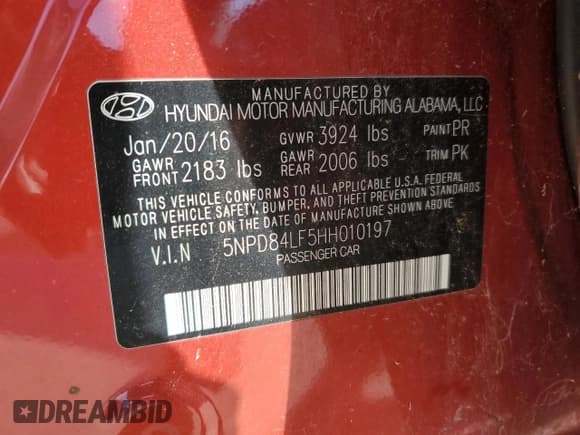 MANUFACTURED BY
HYUNDAI MOTOR MANUFACTURING ALABAMA, LLC
Jan/20/16 GVWR 3924 lbs PAINT PR
GAWR FRONT 2183 lbs GAWR REAR 2006 lbs TRIM PK
THIS VEHICLE CONFORMS TO ALL APPLICABLE U.S.A. FEDERAL
MOTOR VEHICLE SAFETY, BUMPER, AND THEFT PREVENTION STANDARDS
IN EFFECT ON THE DATE OF MANUFACTURE SHOWN ABOVE.
V.I.N 5NPD84LF5HH010197
PASSENGER CAR
DREAMBID